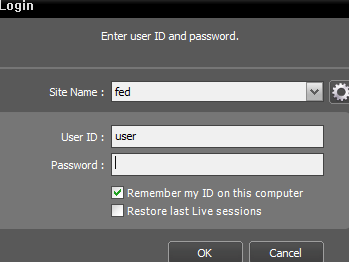 Login
Enter user ID and password.
Site Name : fed
User ID : user
Password :
Remember my ID on this computer
Restore last Live sessions
OK Cancel